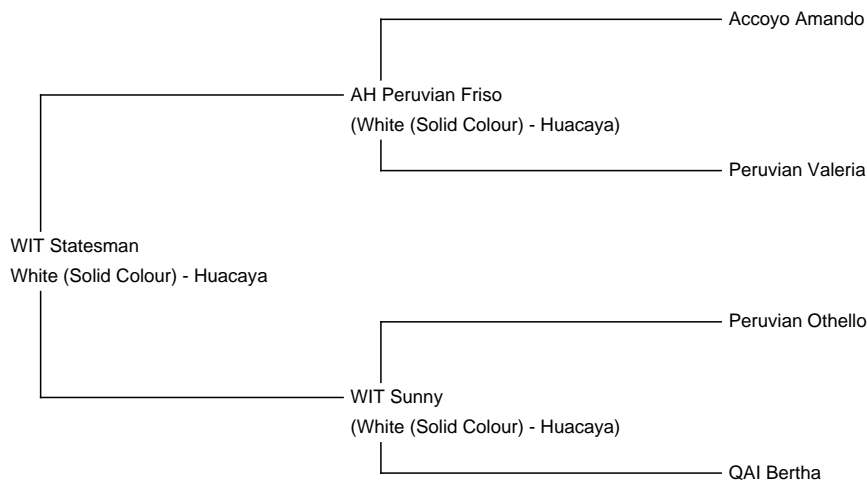 Accoyo Amando
AH Peruvian Friso
(White (Solid Colour) - Huacaya)
Peruvian Valeria
WIT Statesman
White (Solid Colour) - Huacaya
Peruvian Othello
WIT Sunny
(White (Solid Colour) - Huacaya)
QAI Bertha